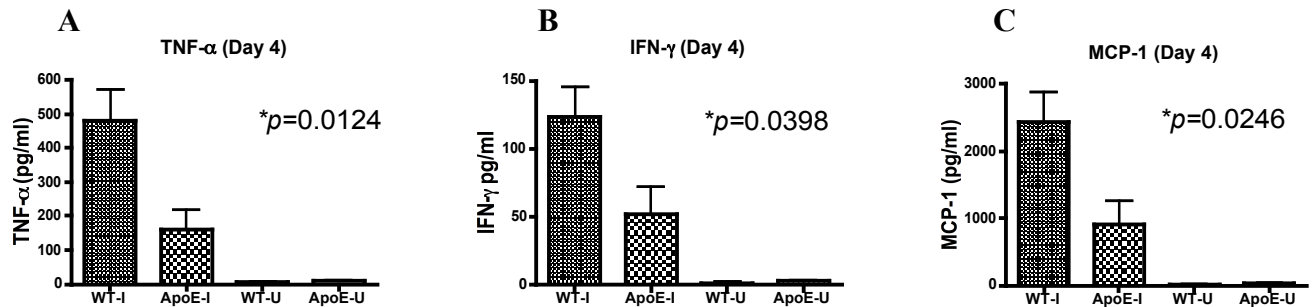 A
TNF-α (Day 4)
TNF-α (pg/ml)
600
500
400
300
200
100
0
*p=0.0124
WT-I ApoE-I WT-U ApoE-U
B
IFN-γ (Day 4)
IFN-γ pg/ml
150
100
50
0
*p=0.0398
WT-I ApoE-I WT-U ApoE-U
C
MCP-1 (Day 4)
MCP-1 (pg/ml)
3000
2000
1000
0
*p=0.0246
WT-I ApoE-I WT-U ApoE-U